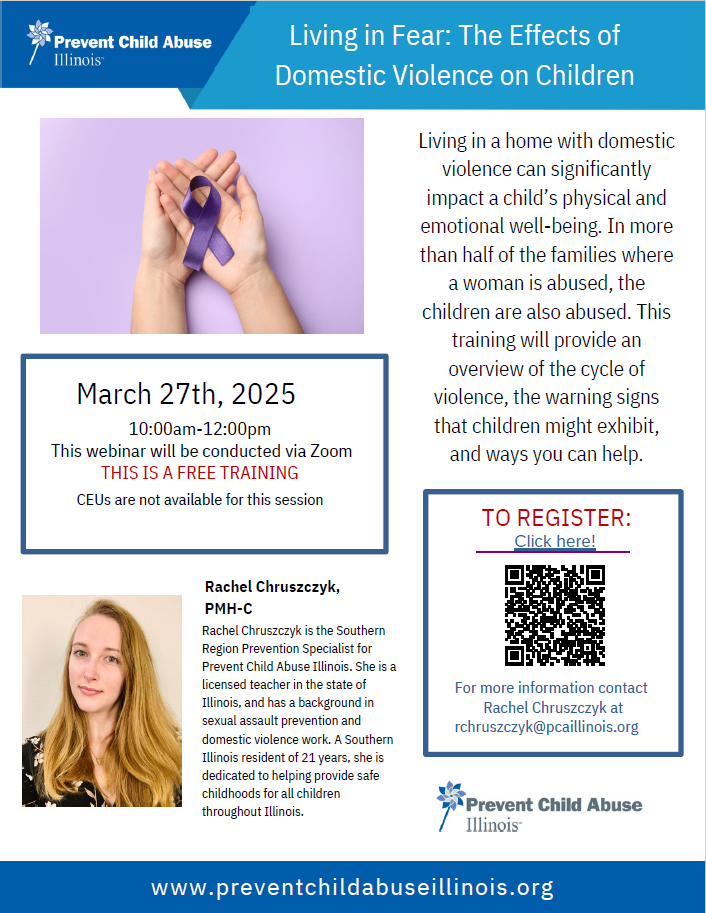 Prevent Child Abuse
Illinois™
Living in Fear: The Effects of
Domestic Violence on Children
Living in a home with domestic
violence can significantly
impact a child's physical and
emotional well-being. In more
than half of the families where
a woman is abused, the
children are also abused. This
training will provide an
overview of the cycle of
violence, the warning signs
that children might exhibit,
and ways you can help.
March 27th, 2025
10:00am-12:00pm
This webinar will be conducted via Zoom
THIS IS A FREE TRAINING
CEUs are not available for this session
TO REGISTER:
Click here!
For more information contact
Rachel Chruszczyk at
rchruszczyk@pcaillinois.org
Rachel Chruszczyk,
PMH-C
Rachel Chruszczyk is the Southern
Region Prevention Specialist for
Prevent Child Abuse Illinois. She is a
licensed teacher in the state of
Illinois, and has a background in
sexual assault prevention and
domestic violence work. A Southern
Illinois resident of 21 years, she is
dedicated to helping provide safe
childhoods for all children
throughout Illinois.
Prevent Child Abuse
Illinois™
www.preventchildabuseillinois.org